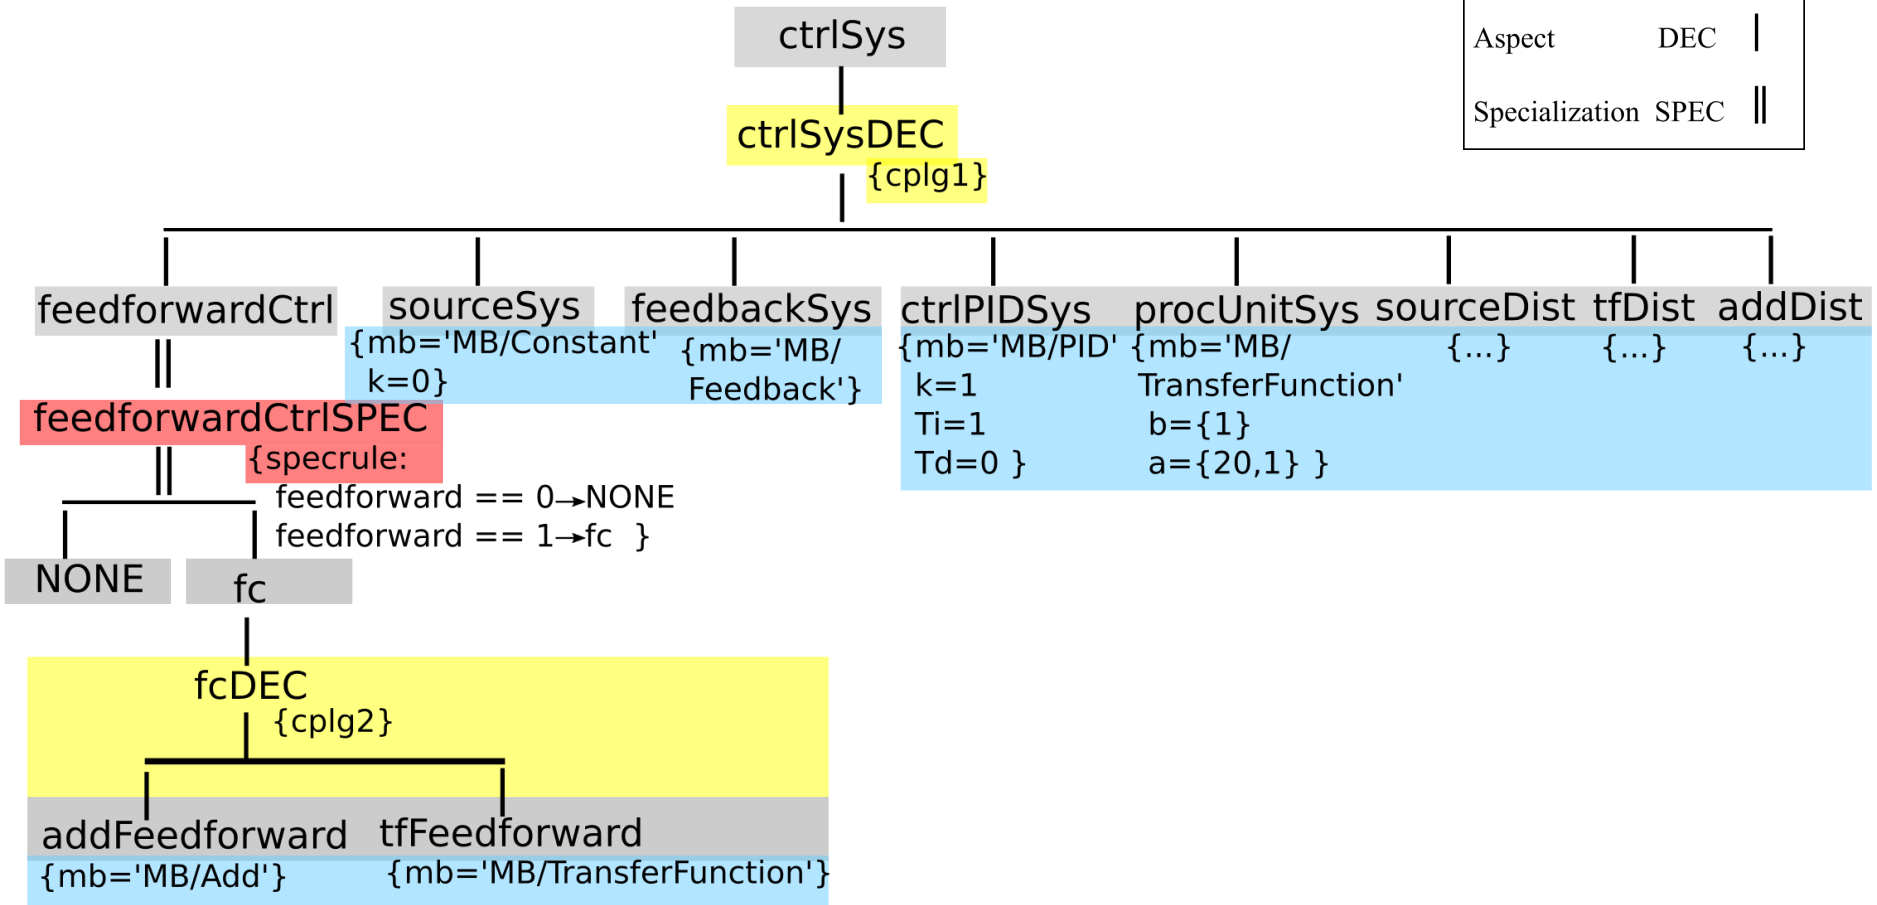 ctrlSys
Aspect DEC
Specialization SPEC
ctrlSysDEC
{cplg1}
feedforwardCtrl
sourceSys
{mb='MB/Constant'
k=0}
feedbackSys
{mb='MB/
Feedback'}
ctrlPIDSys
{mb='MB/PID'
k=1
Ti=1
Td=0 }
procUnitSys
{mb='MB/
TransferFunction'
b={1}
a={20,1} }
sourceDist
{...}
tfDist
{...}
addDist
{...}
feedforwardCtrlSPEC
{specrule:
feedforward == 0→NONE
feedforward == 1→fc }
NONE
fc
fcDEC
{cplg2}
addFeedforward
{mb='MB/Add'}
tfFeedforward
{mb='MB/TransferFunction'}